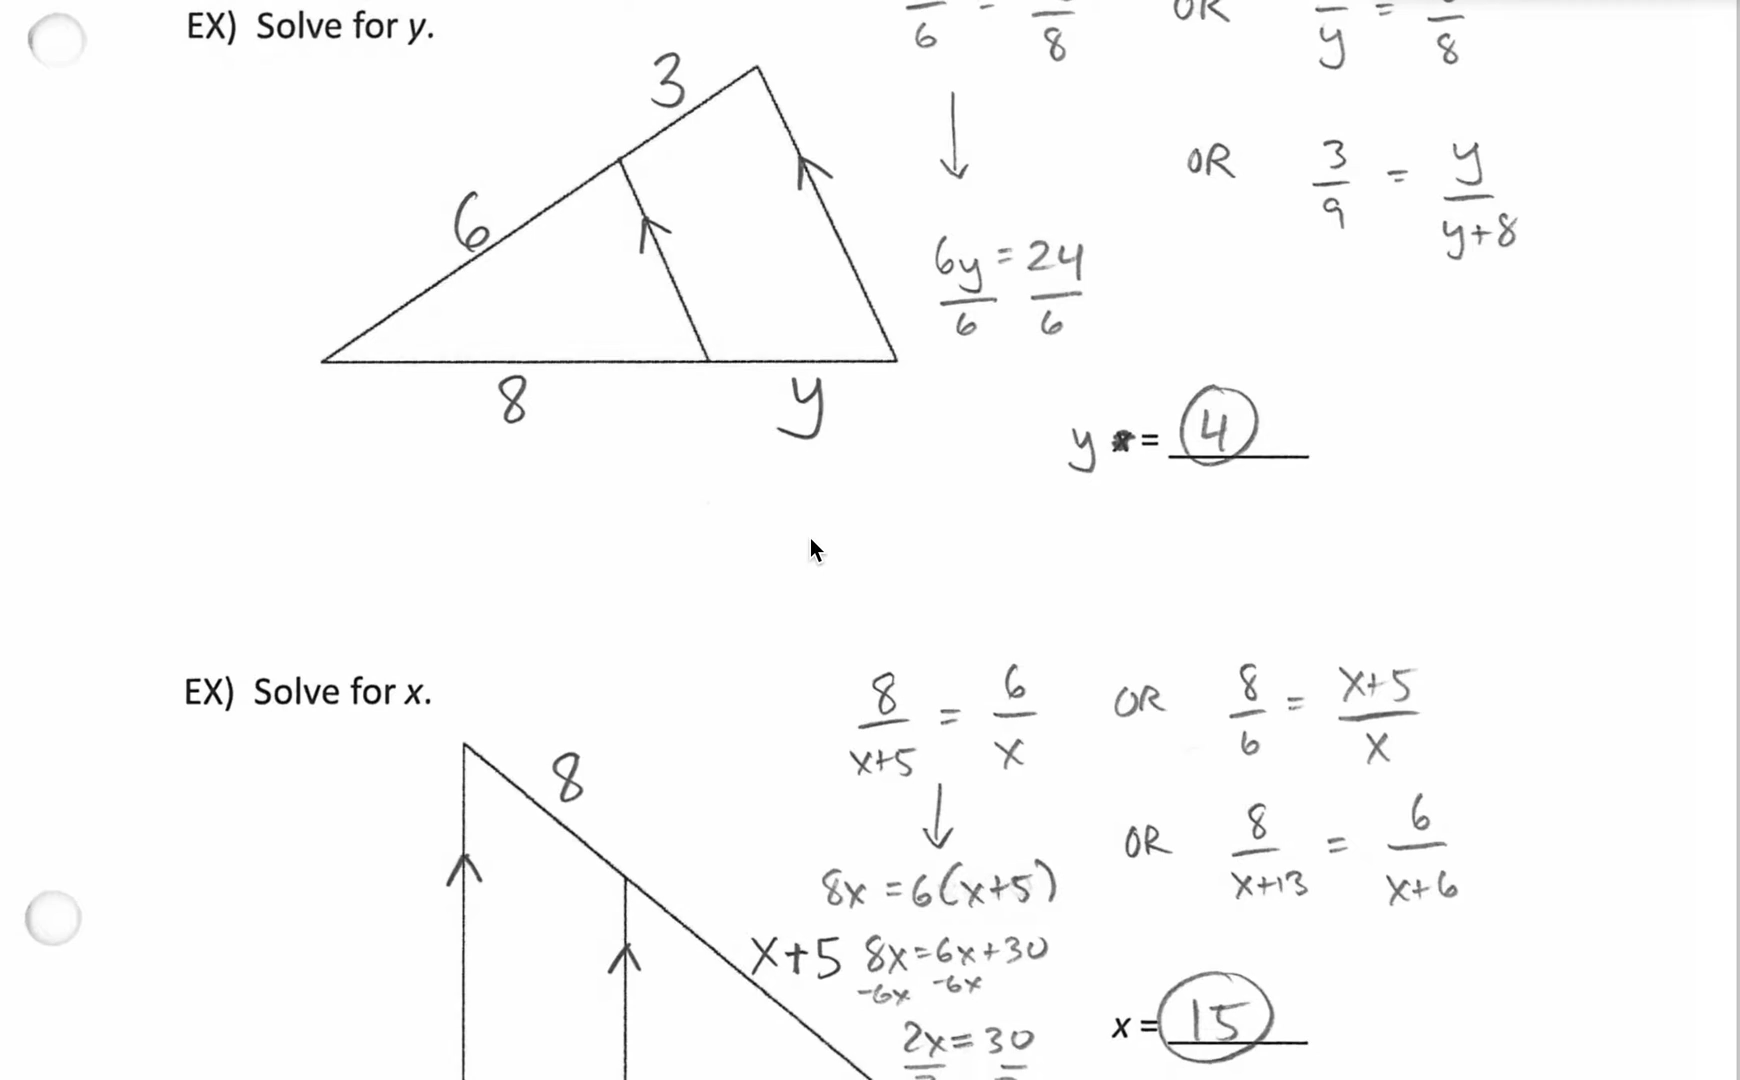 EX) Solve for y.
6 = 8 OR y = 8
3
OR 3/9 = y/(y+8)
6
6y/6 = 24/6
8 y
y = 4
EX) Solve for x.
8/(x+5) = 6/x OR 8/6 = (x+5)/x
8
OR 8/(x+13) = 6/(x+6)
8x = 6(x+5)
x+5 8x=6x+30
-6x -6x
2x=30
x = 15